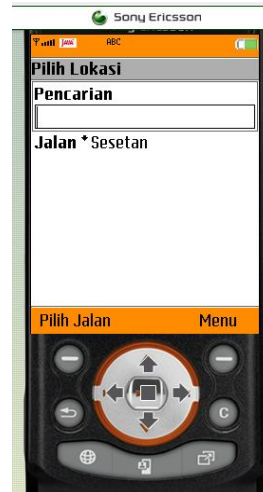 Sony Ericsson
ABC
Pilih Lokasi
Pencarian
Jalan Sesetan
Pilih Jalan Menu
C